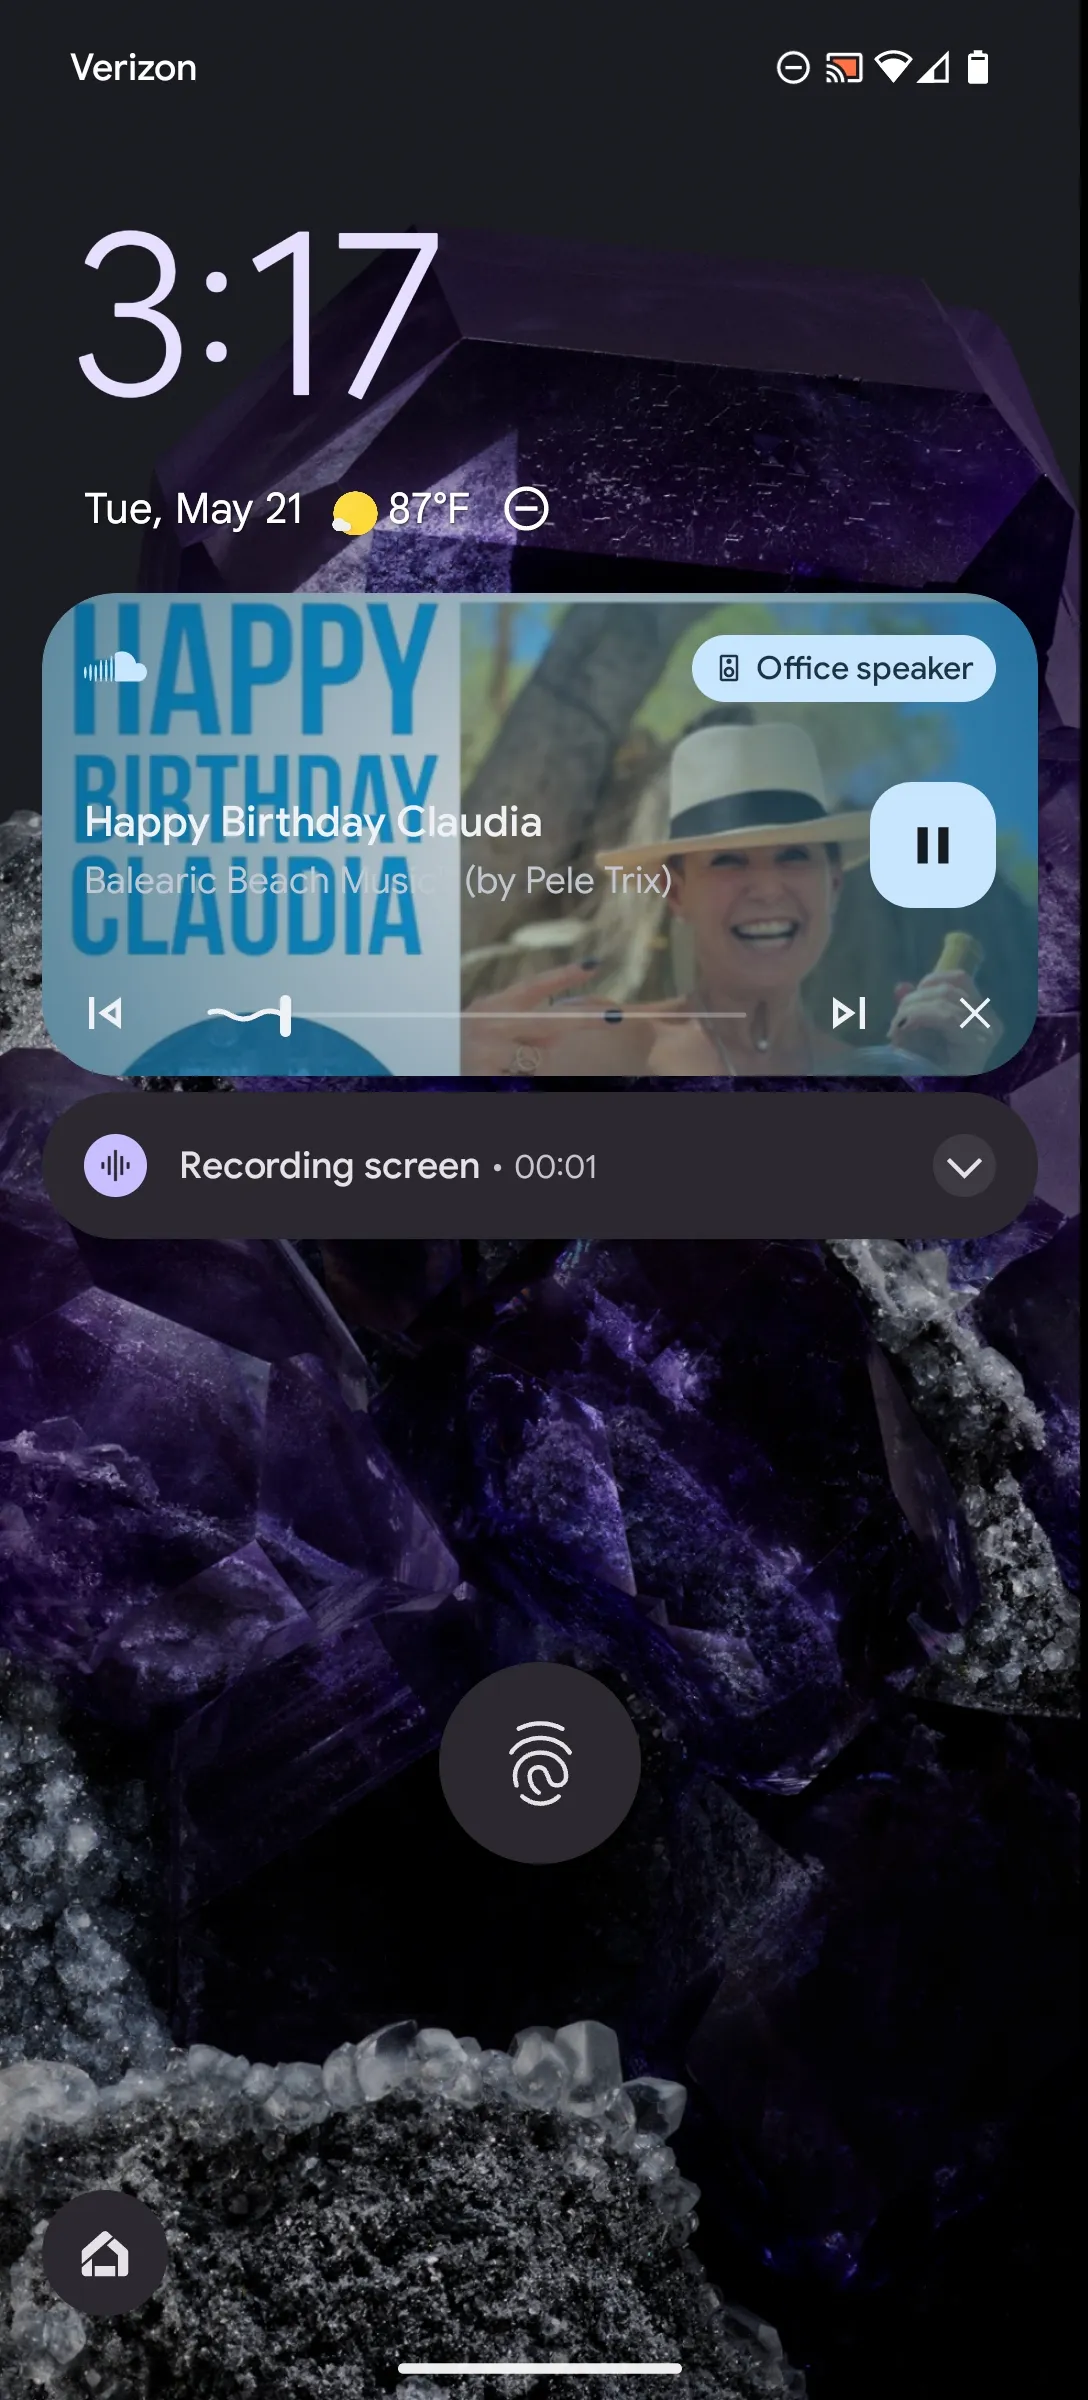 Verizon
3:17
Tue, May 21 87°F
HAPPY
BIRTHDAY
CLAUDIA
Office speaker
Happy Birthday Claudia
Balearic Beach Music" (by Pele Trix)
Recording screen • 00:01